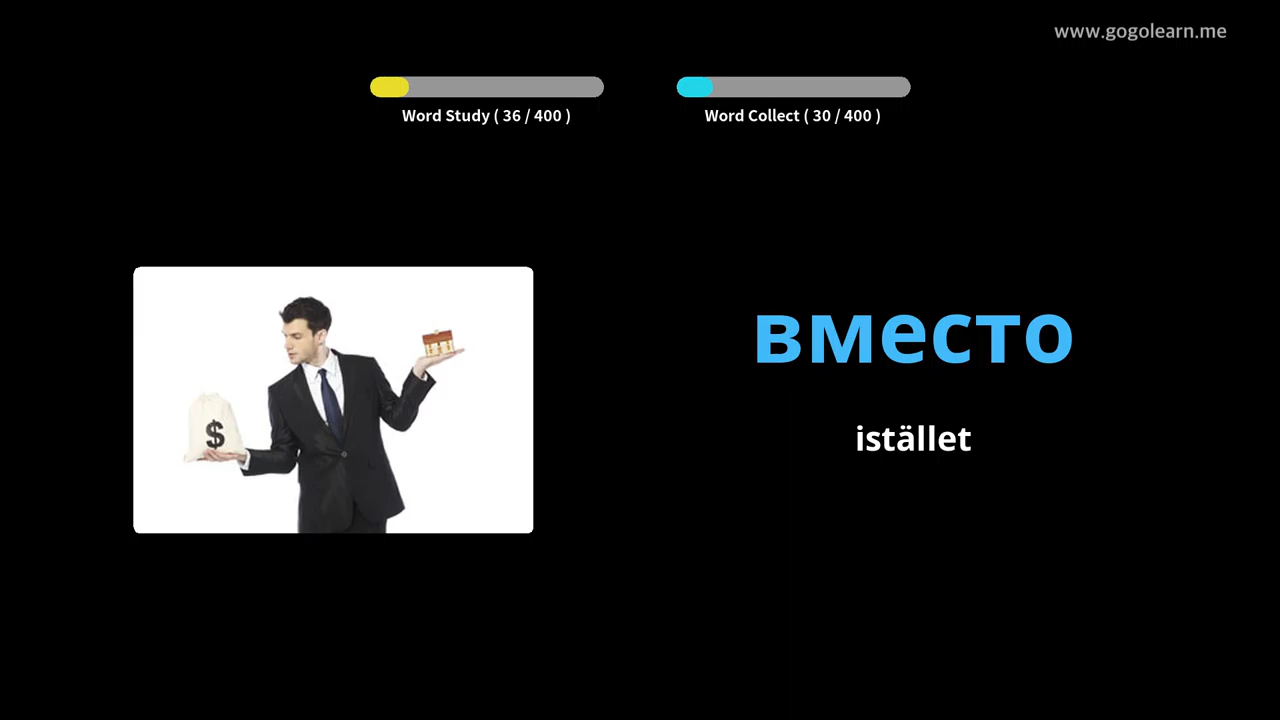 www.gogolearn.me
Word Study ( 36 / 400 )
Word Collect ( 30 / 400 )
$
вместо
istället